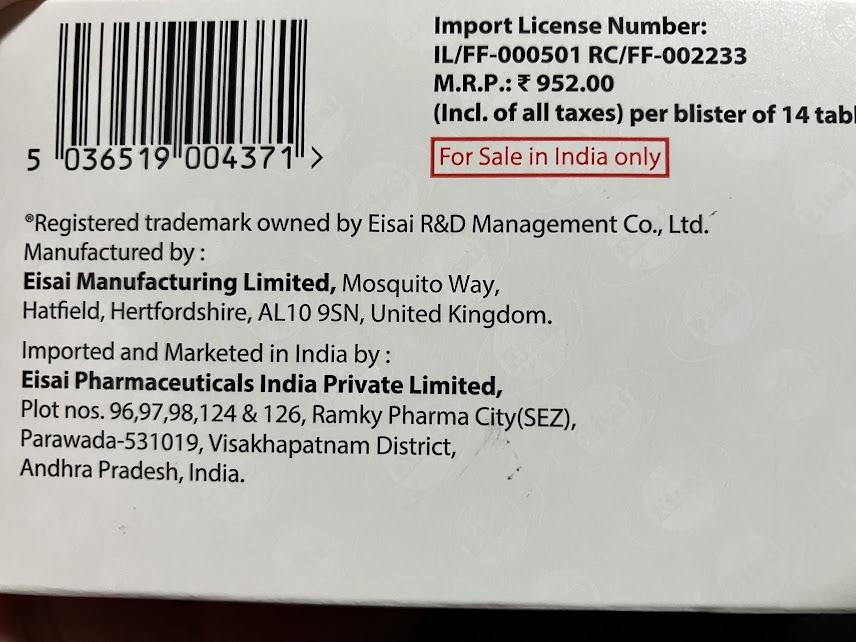 Import License Number:
IL/FF-000501 RC/FF-002233
M.R.P.: ₹ 952.00
(Incl. of all taxes) per blister of 14
For Sale in India only
5 036519 004371 >
®Registered trademark owned by Eisai R&D Management Co., Ltd.
Manufactured by :
Eisai Manufacturing Limited, Mosquito Way,
Hatfield, Hertfordshire, AL10 9SN, United Kingdom.
Imported and Marketed in India by :
Eisai Pharmaceuticals India Private Limited,
Plot nos. 96,97,98,124 & 126, Ramky Pharma City(SEZ),
Parawada-531019, Visakhapatnam District,
Andhra Pradesh, India.